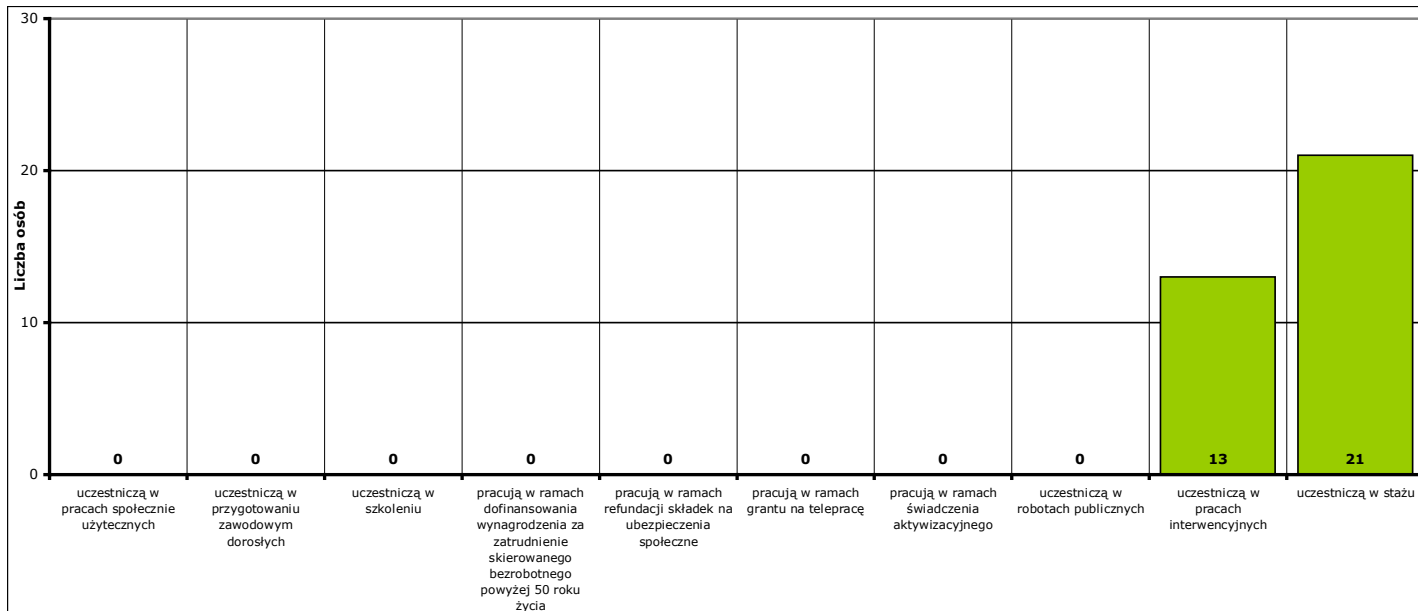 30
20
10
0
Liczba osób
0
0
0
0
0
0
0
0
13
21
uczestniczą w
pracach społecznie
użytecznych
uczestniczą w
przygotowaniu
zawodowym
dorosłych
uczestniczą w
szkoleniu
pracują w ramach
dofinansowania
wynagrodzenia za
zatrudnienie
skierowanego
bezrobotnego
powyżej 50 roku
życia
pracują w ramach
refundacji składek na
ubezpieczenia
społeczne
pracują w ramach
grantu na telepracę
pracują w ramach
świadczenia
aktywizacyjnego
uczestniczą w
robotach publicznych
uczestniczą w
pracach
interwencyjnych
uczestniczą w stażu